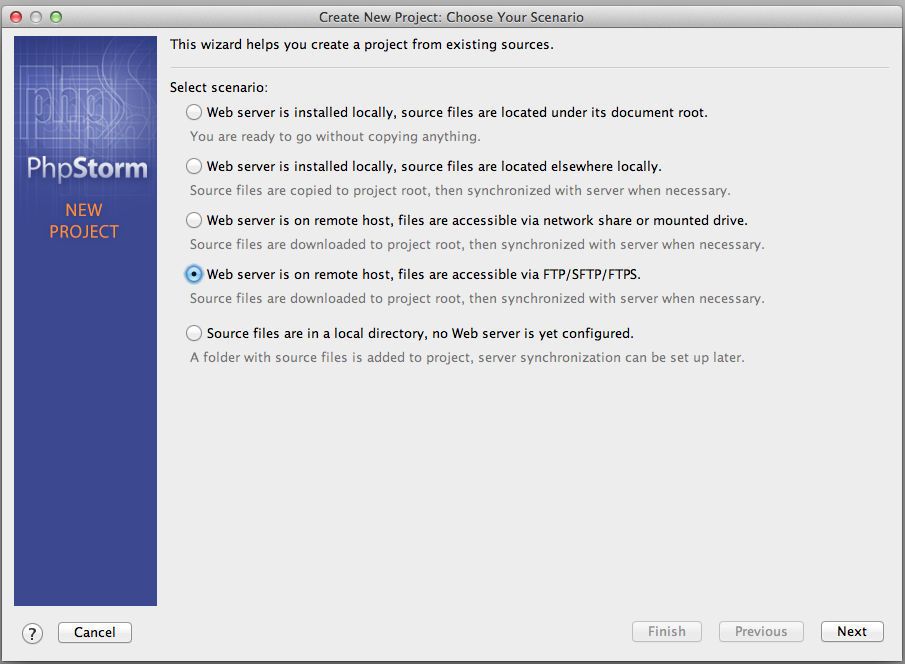 Create New Project: Choose Your Scenario
This wizard helps you create a project from existing sources.
php
PhpStorm
NEW
PROJECT
Select scenario:
Web server is installed locally, source files are located under its document root.
You are ready to go without copying anything.
Web server is installed locally, source files are located elsewhere locally.
Source files are copied to project root, then synchronized with server when necessary.
Web server is on remote host, files are accessible via network share or mounted drive.
Source files are downloaded to project root, then synchronized with server when necessary.
Web server is on remote host, files are accessible via FTP/SFTP/FTPS.
Source files are downloaded to project root, then synchronized with server when necessary.
Source files are in a local directory, no Web server is yet configured.
A folder with source files is added to project, server synchronization can be set up later.
? Cancel Finish Previous Next